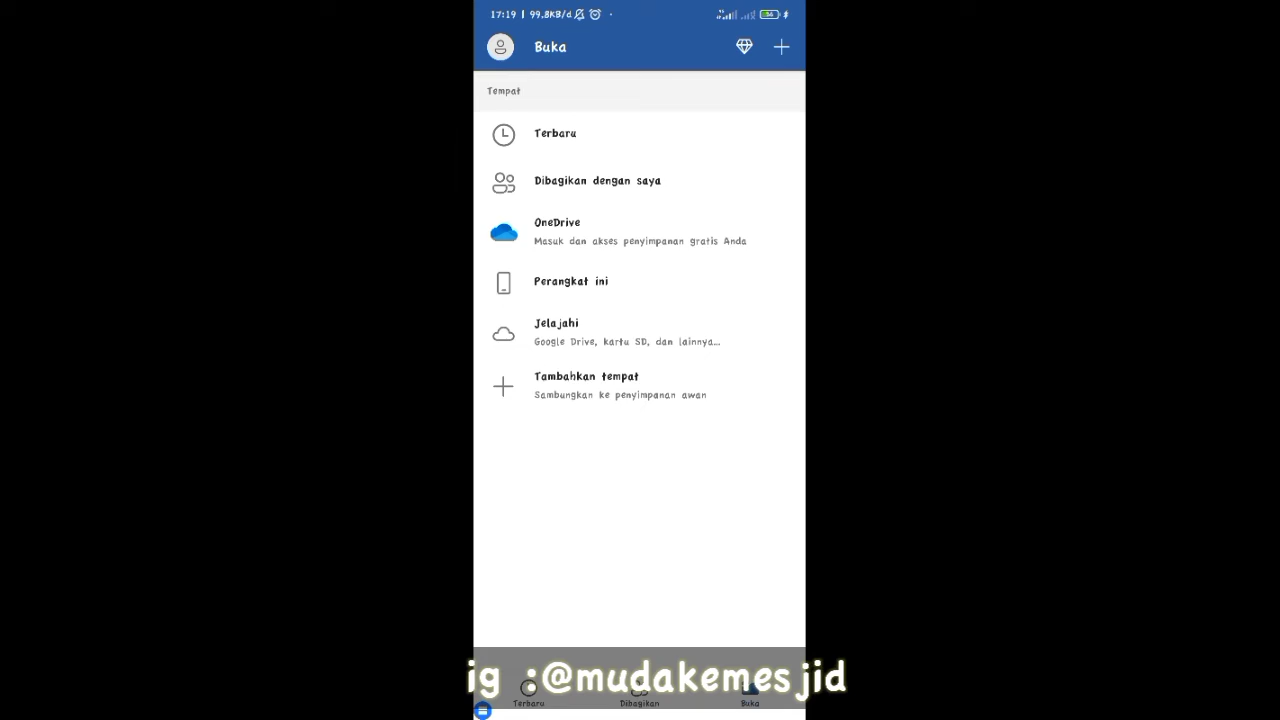 17:19 | 99,8KB/d
Buka
Tempat
Terbaru
Dibagikan dengan saya
OneDrive
Masuk dan akses penyimpanan gratis Anda
Perangkat ini
Jelajahi
Google Drive, kartu SD, dan lainnya...
Tambahkan tempat
Sambungkan ke penyimpanan awan
ig :@mudakemesjid
Terbaru
Dibagikan
Buka